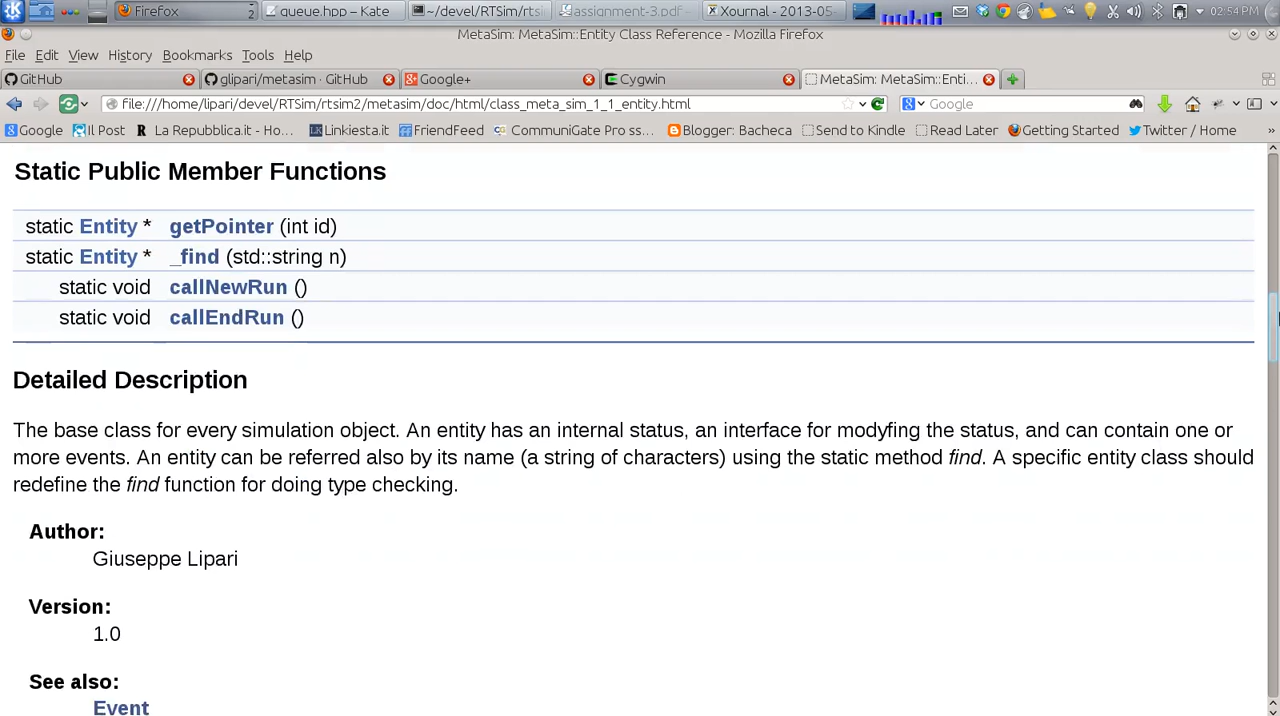 Firefox 2 queue.hpp – Kate ~/devel/RTSim/rtsi assignment-3.pdf Xournal - 2013-05 02:54 PM
MetaSim: MetaSim::Entity Class Reference - Mozilla Firefox
File Edit View History Bookmarks Tools Help
GitHub glipari/metasim · GitHub Google+ Cygwin MetaSim: MetaSim::Enti...
file:///home/lipari/devel/RTSim/rtsim2/metasim/doc/html/class_meta_sim_1_1_entity.html Google
Google Il Post La Repubblica.it - Ho... Linkiesta.it FriendFeed CommuniGate Pro ss... Blogger: Bacheca Send to Kindle Read Later Getting Started Twitter / Home »
Static Public Member Functions
static Entity * getPointer (int id)
static Entity * _find (std::string n)
static void callNewRun ()
static void callEndRun ()
Detailed Description
The base class for every simulation object. An entity has an internal status, an interface for modyfing the status, and can contain one or
more events. An entity can be referred also by its name (a string of characters) using the static method find. A specific entity class should
redefine the find function for doing type checking.
Author:
Giuseppe Lipari
Version:
1.0
See also:
Event